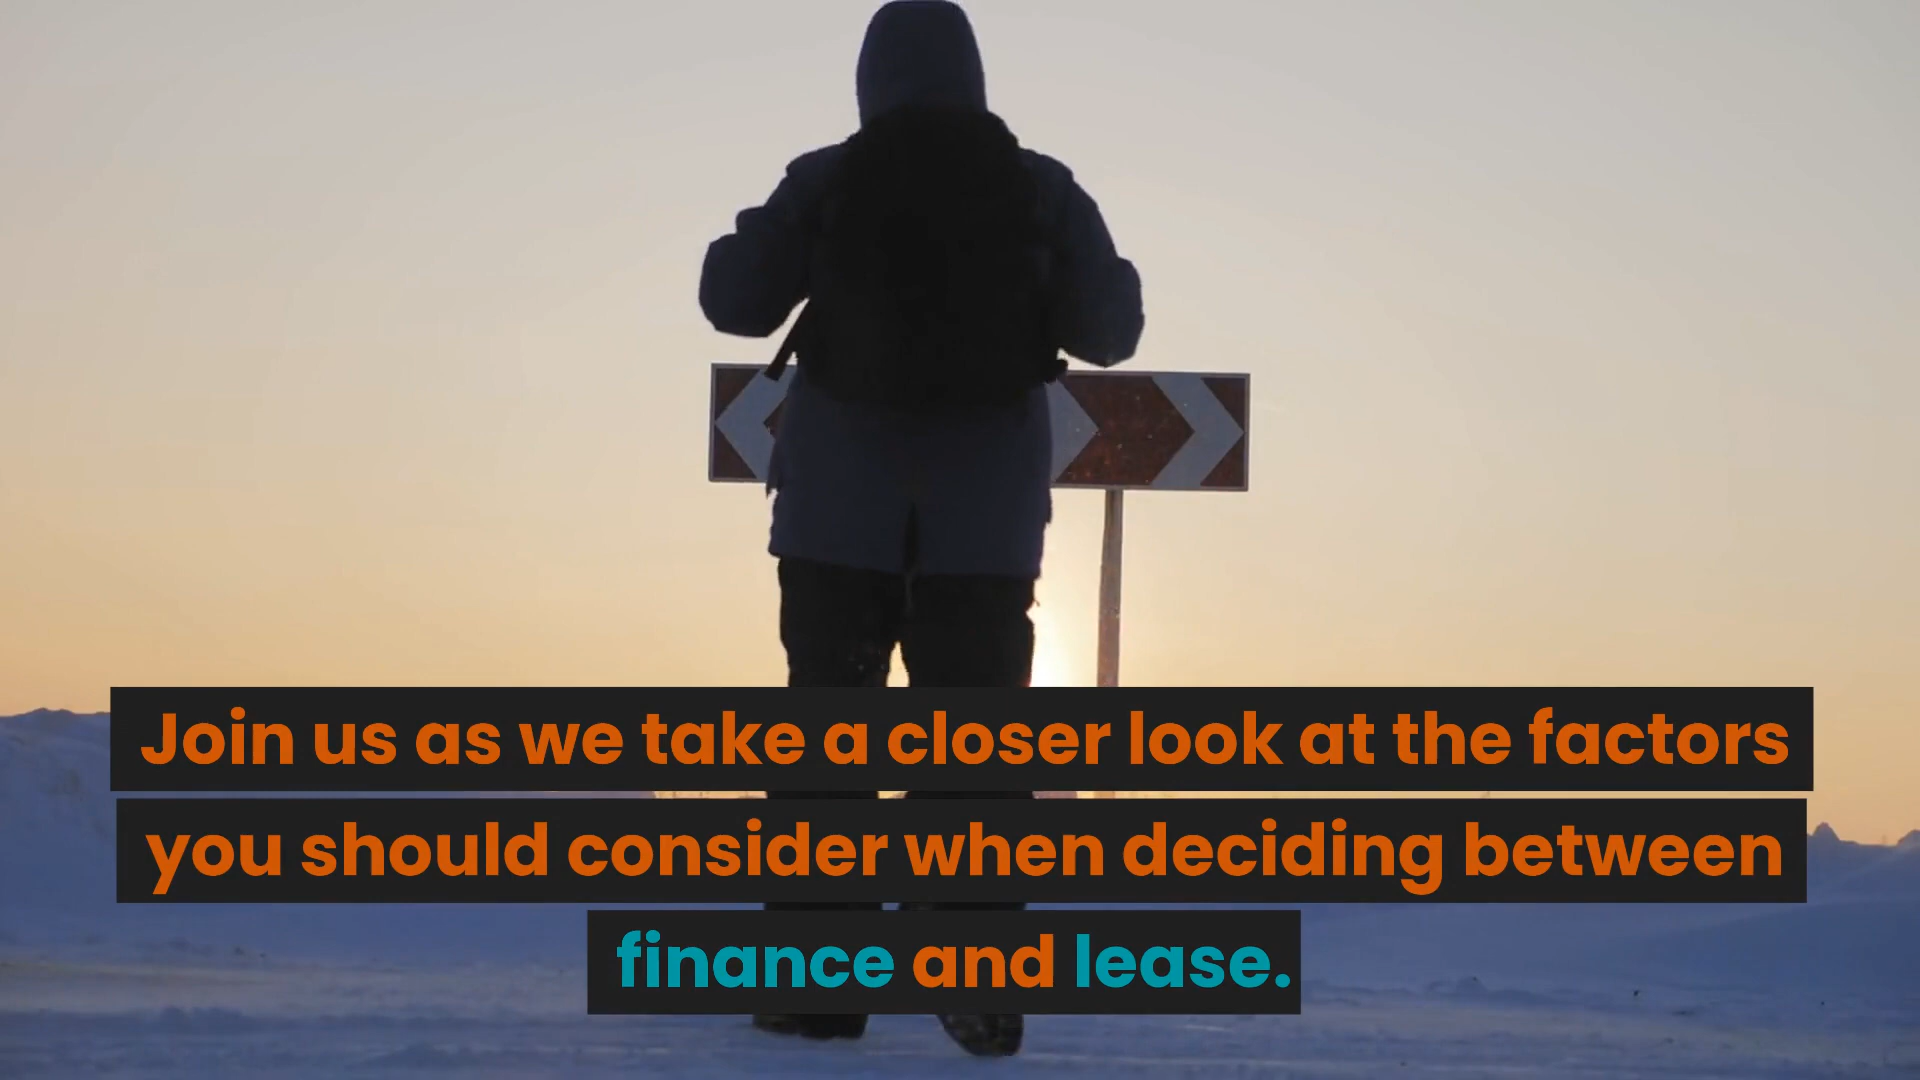 Join us as we take a closer look at the factors
you should consider when deciding between
finance and lease.